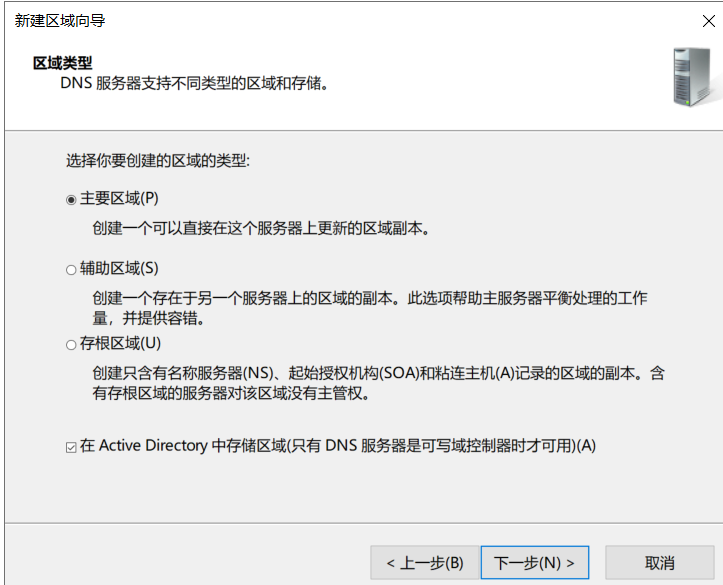 新建区域向导
区域类型
DNS 服务器支持不同类型的区域和存储。
选择你要创建的区域的类型:
主要区域(P)
创建一个可以直接在这个服务器上更新的区域副本。
辅助区域(S)
创建一个存在于另一个服务器上的区域的副本。此选项帮助主服务器平衡处理的工作
量，并提供容错。
存根区域(U)
创建只含有名称服务器(NS)、起始授权机构(SOA)和粘连主机(A)记录的区域的副本。含
有存根区域的服务器对该区域没有主管权。
在 Active Directory 中存储区域(只有 DNS 服务器是可写域控制器时才可用)(A)
< 上一步(B) 下一步(N) > 取消